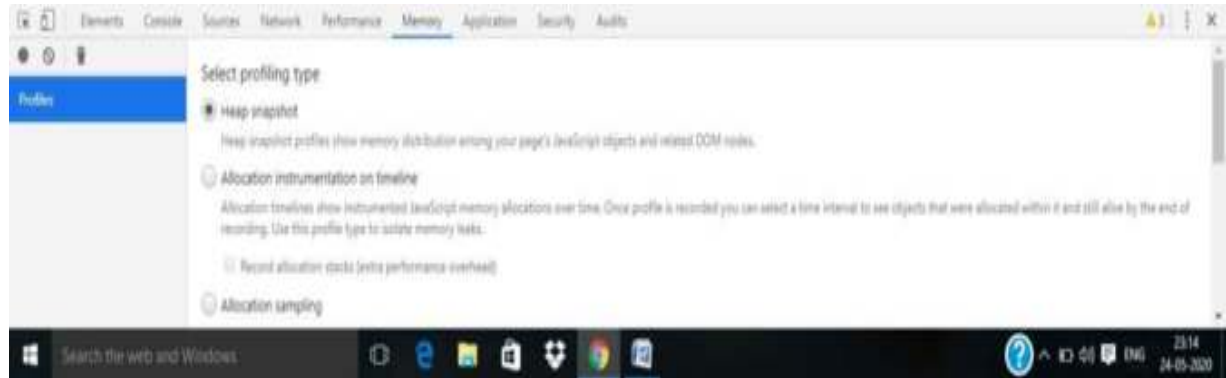 Elements Console Sources Network Performance Memory Application Security Audits 3
Profiles
Select profiling type
Heap snapshot
Heap snapshot profiles show memory distribution among your page's JavaScript objects and related DOM nodes.
Allocation instrumentation on timeline
Allocation timelines show instrumented JavaScript memory allocations over time. Once profile is recorded you can select a time interval to see objects that were allocated within it and still alive by the end of
recording. Use this profile type to isolate memory leaks.
Record allocation stacks (extra performance overhead)
Allocation sampling
Search the web and Windows
ENG
23:14
24-05-2020